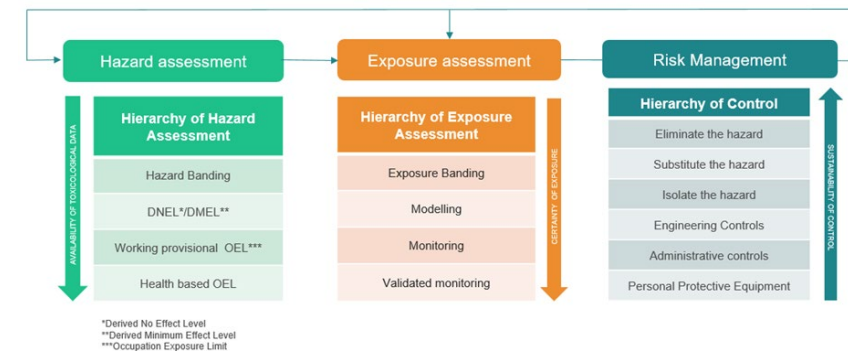 Hazard assessment
Exposure assessment
Risk Management
AVAILABILITY OF TOXICOLOGICAL DATA
Hierarchy of Hazard
Assessment
Hazard Banding
DNEL*/DMEL**
Working provisional OEL***
Health based OEL
Hierarchy of Exposure
Assessment
Exposure Banding
Modelling
Monitoring
Validated monitoring
CERTAINTY OF EXPOSURE
Hierarchy of Control
Eliminate the hazard
Substitute the hazard
Isolate the hazard
Engineering Controls
Administrative controls
Personal Protective Equipment
SUSTAINABILITY OF CONTROL
*Derived No Effect Level
**Derived Minimum Effect Level
***Occupation Exposure Limit